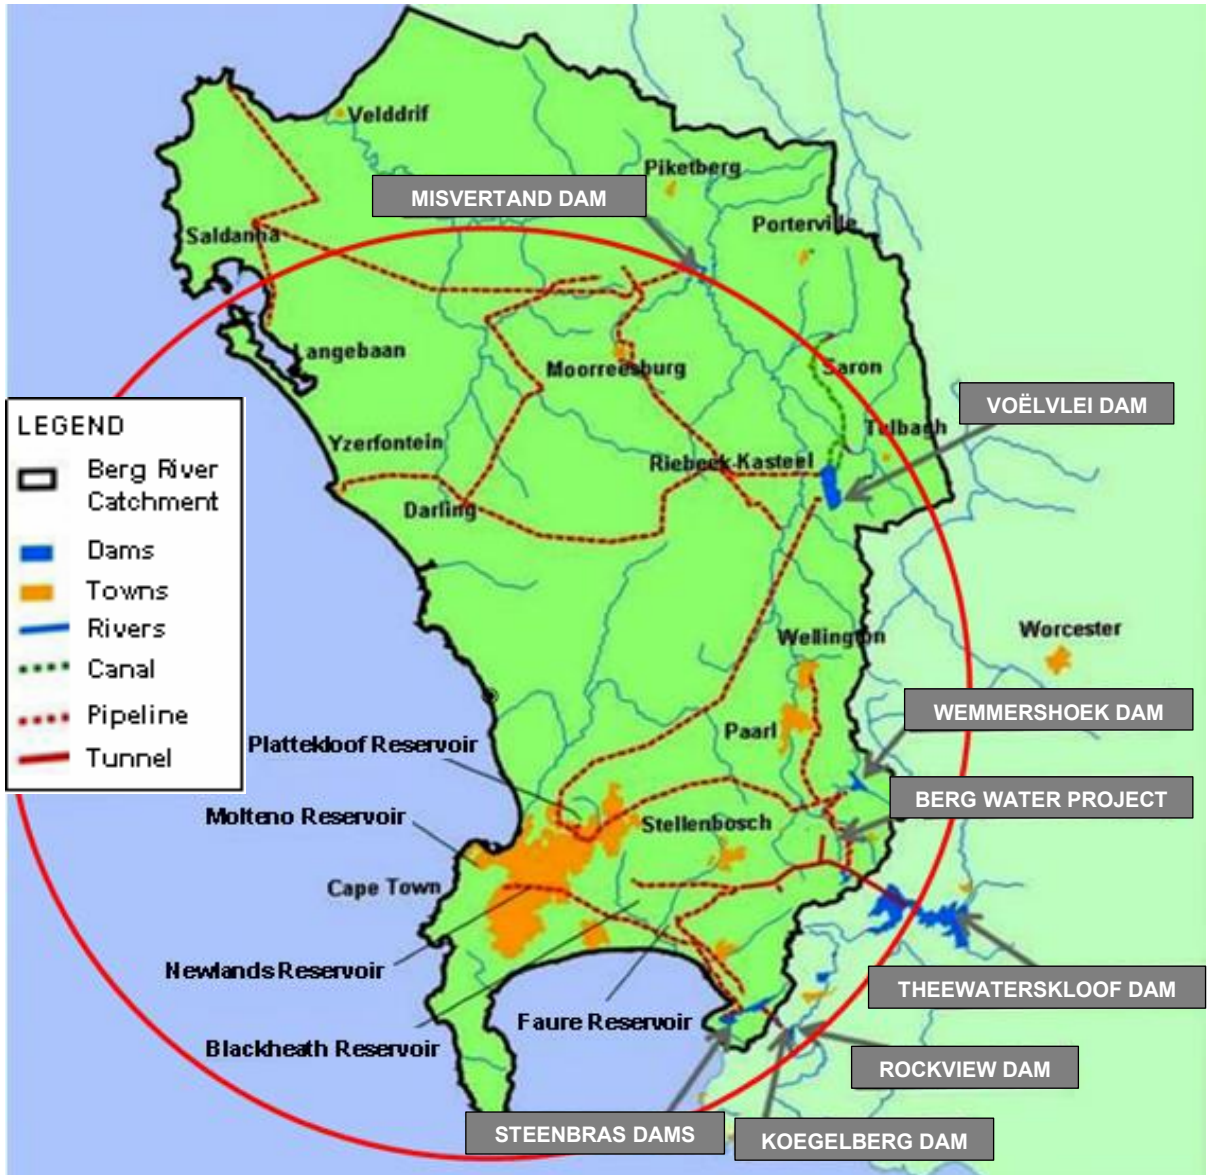 Velddrif
Piketberg
MISVERTAND DAM
Porterville
Saldanha
Langebaan
Moorreesburg
Saron
VOËLVLEI DAM
LEGEND
Berg River
Catchment
Dams
Towns
Rivers
Canal
Pipeline
Tunnel
Yzerfontein
Tulbagh
Riebeek-Kasteel
Darling
Wellington
Worcester
WEMMERSHOEK DAM
Paarl
Plattekloof Reservoir
BERG WATER PROJECT
Molteno Reservoir
Stellenbosch
Cape Town
Newlands Reservoir
THEEWATERSKLOOF DAM
Faure Reservoir
Blackheath Reservoir
ROCKVIEW DAM
STEENBRAS DAMS
KOEGELBERG DAM